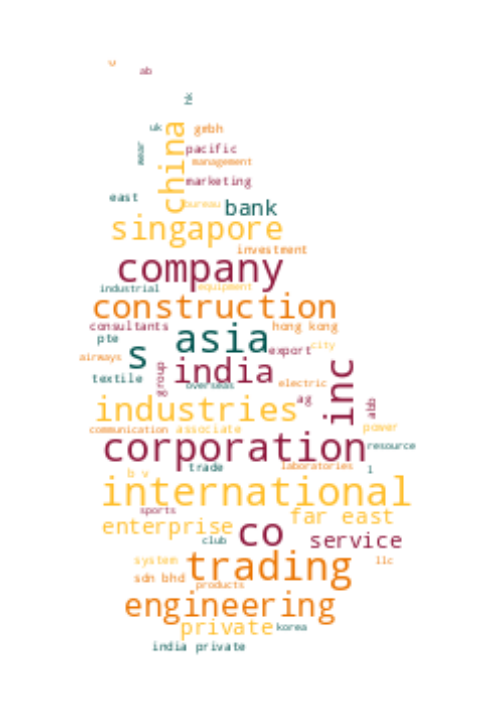 w
ab
hk
uk
gmbh
china
near
pacific
management
marketing
east
bureau
bank
singapore
investment
company
industrial
equipment
construction
consultants
hong kong
pte
asia
s
export
city
airways
india
textile
group
overseas
electric
inc
ag
abb
industries
communication
associate
power
corporation
resource
trade
laboratories
l
b v
international
sports
far east
enterprise
co
club
service
system
trading
llc
sdn bhd
products
engineering
private
korea
india private